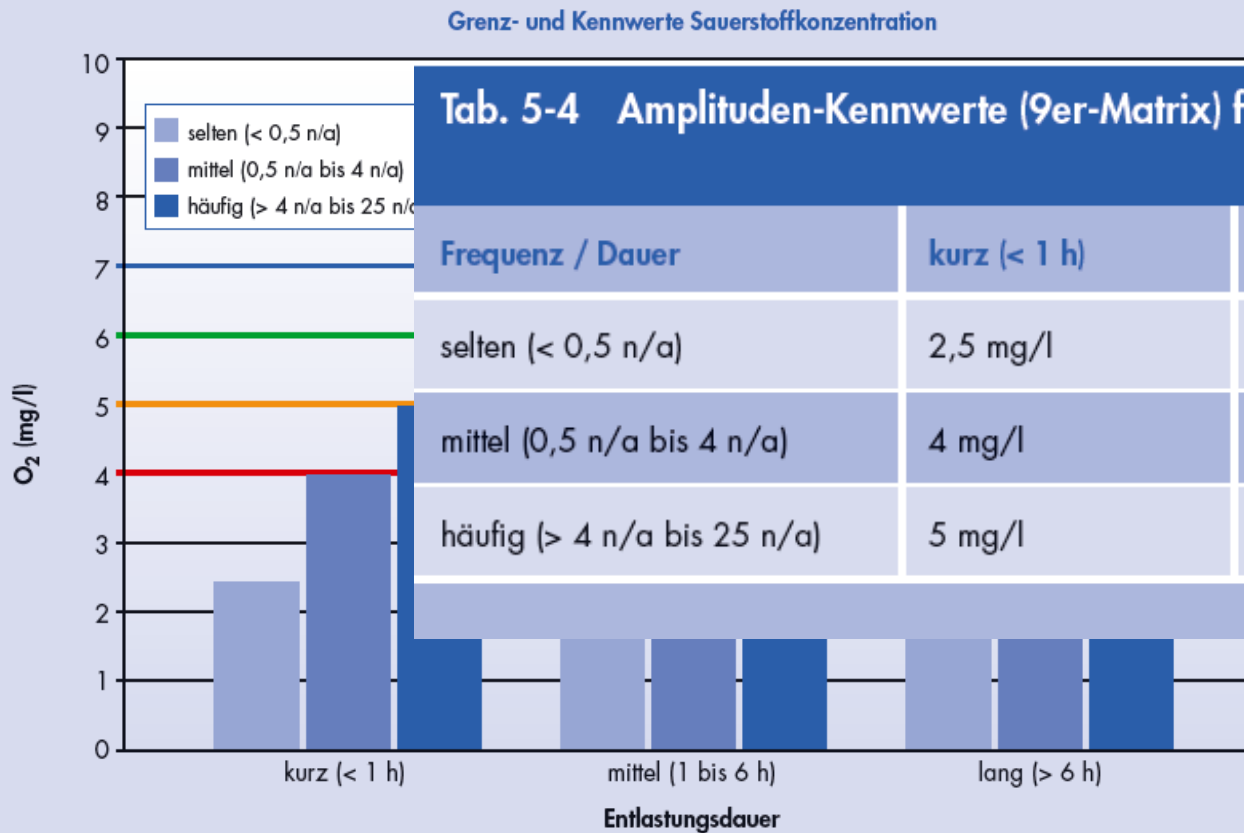 Grenz- und Kennwerte Sauerstoffkonzentration
10
9
8
7
6
5
4
3
2
1
0
O₂ (mg/l)
selten (< 0,5 n/a)
mittel (0,5 n/a bis 4 n/a)
häufig (> 4 n/a bis 25 n/a
Tab. 5-4 Amplituden-Kennwerte (9er-Matrix) f
Frequenz / Dauer kurz (< 1 h)
selten (< 0,5 n/a) 2,5 mg/l
mittel (0,5 n/a bis 4 n/a) 4 mg/l
häufig (> 4 n/a bis 25 n/a) 5 mg/l
kurz (< 1 h) mittel (1 bis 6 h) lang (> 6 h)
Entlastungsdauer